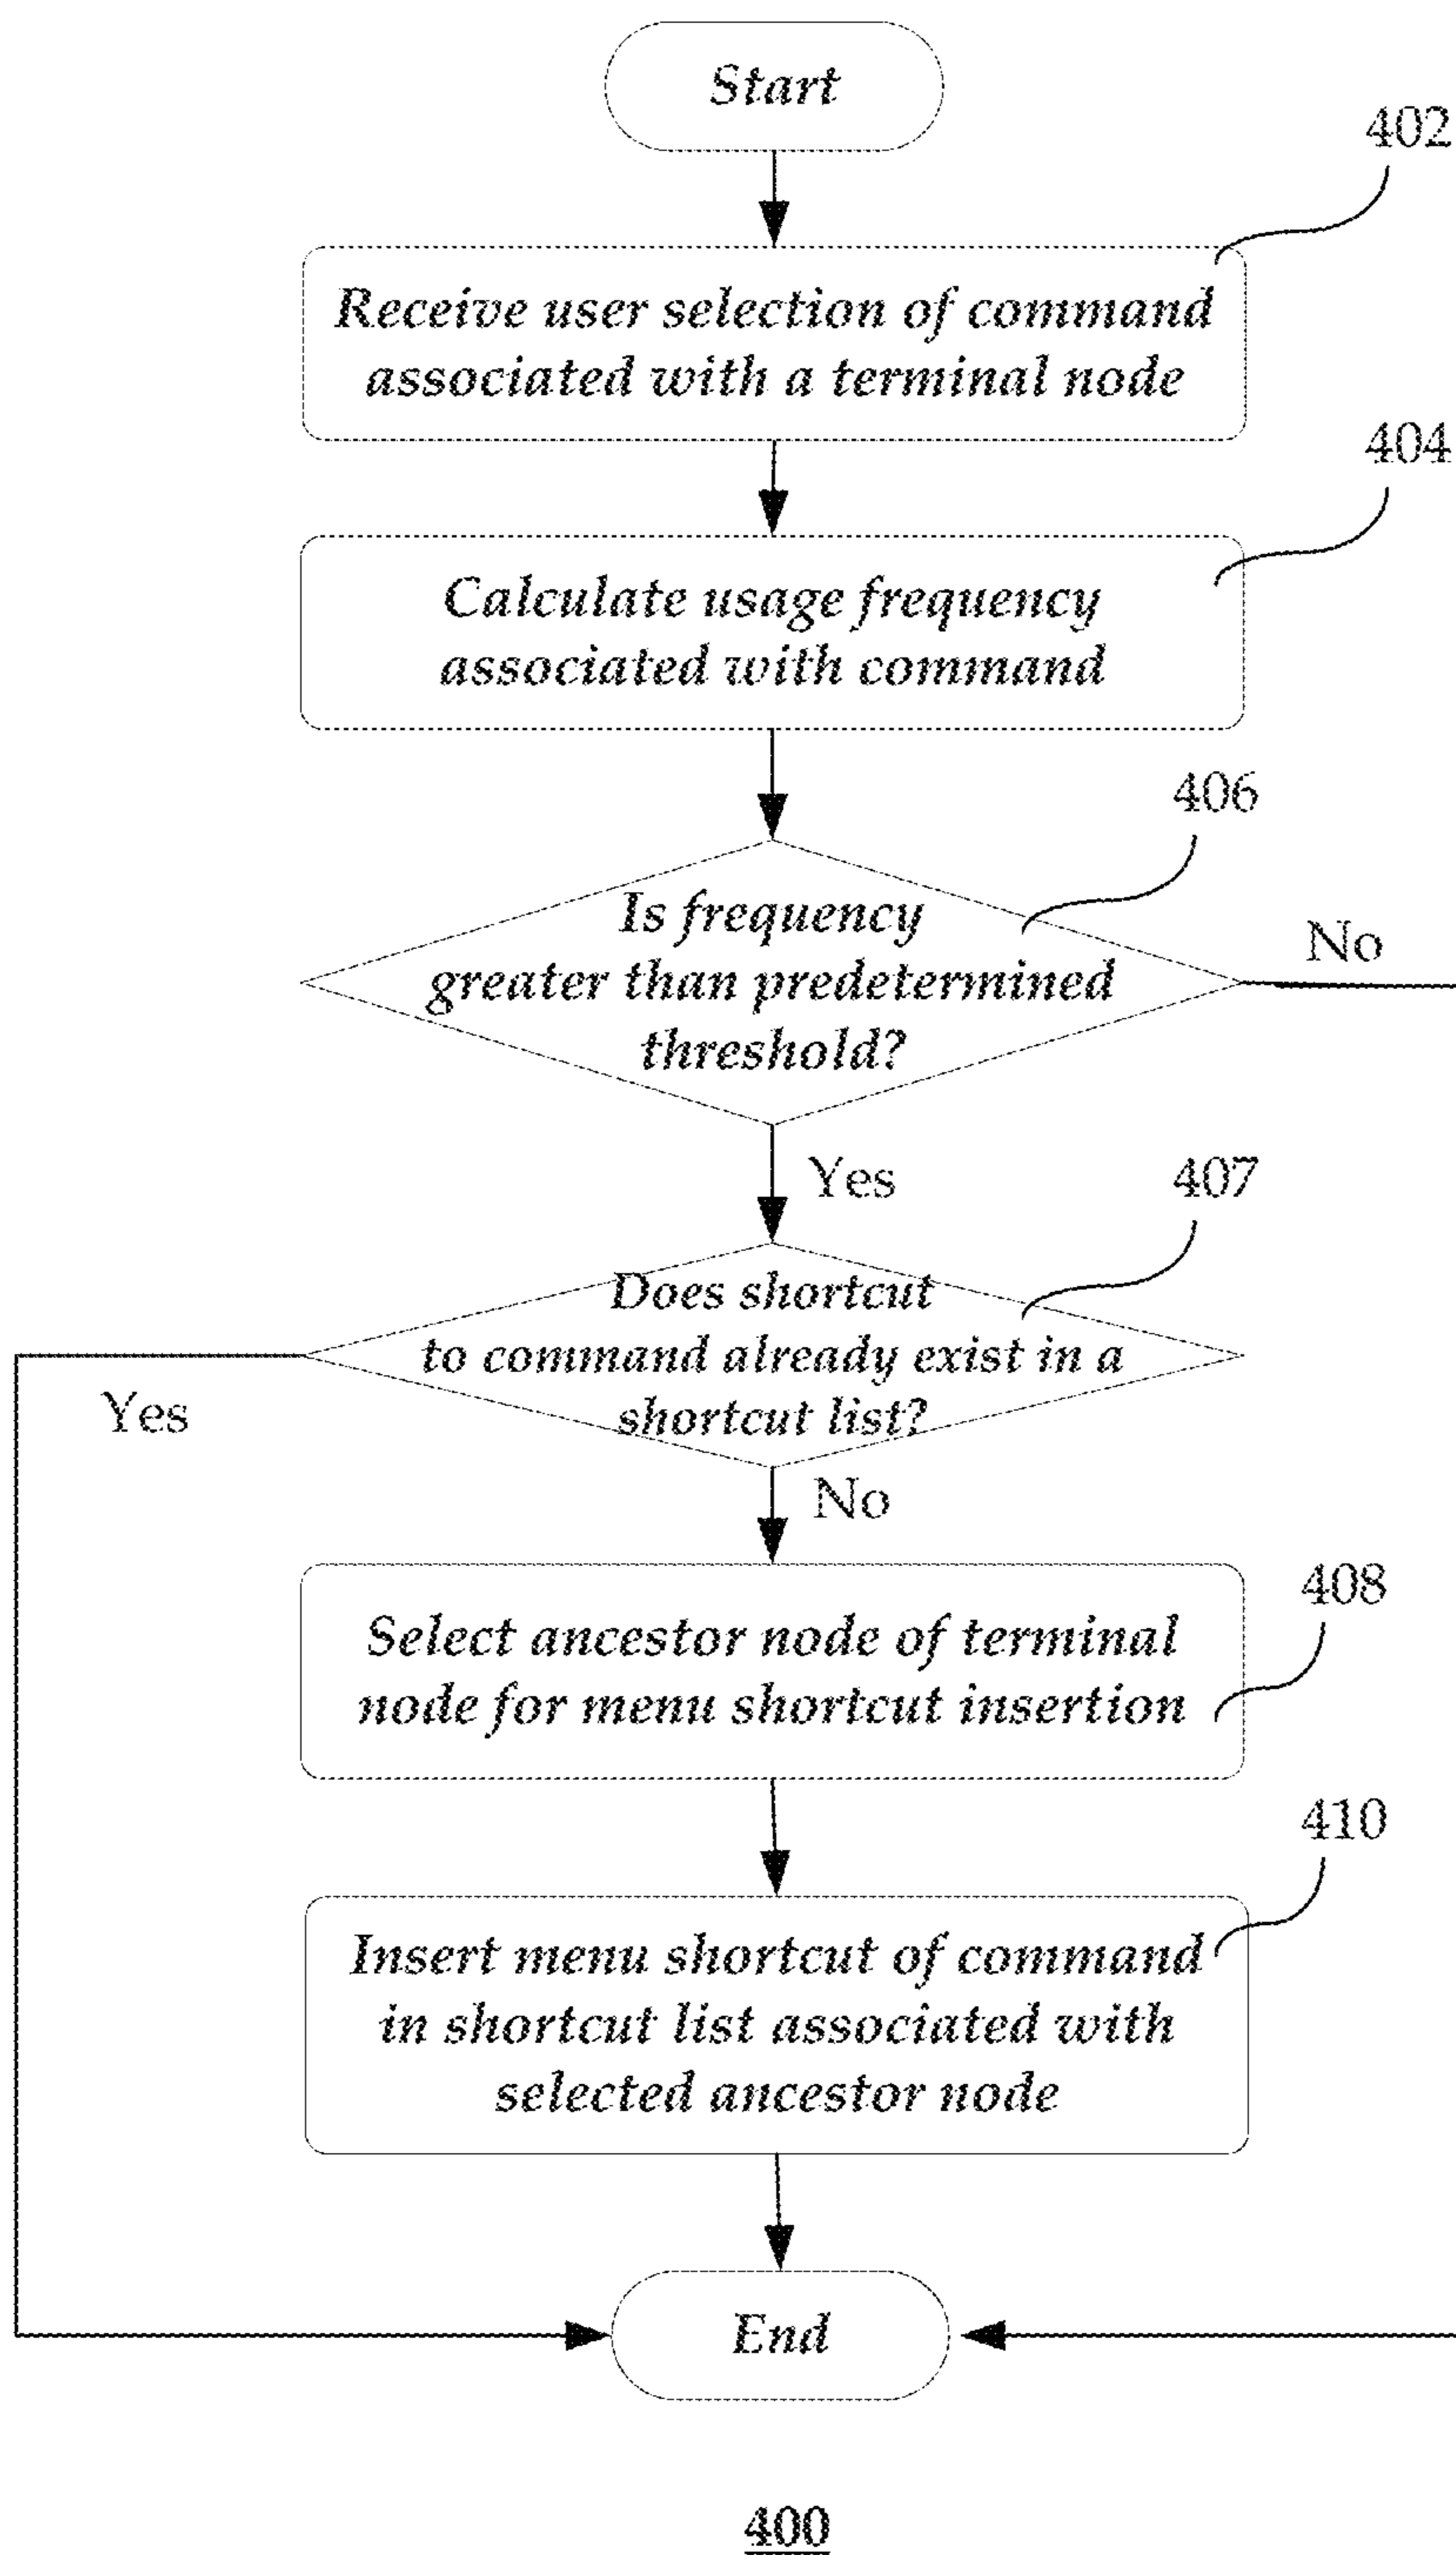 Start
402
Receive user selection of command
associated with a terminal node
404
Calculate usage frequency
associated with command
406
Is frequency
greater than predetermined
threshold?
No
Yes
407
Does shortcut
to command already exist in a
shortcut list?
Yes
No
408
Select ancestor node of terminal
node for menu shortcut insertion
410
Insert menu shortcut of command
in shortcut list associated with
selected ancestor node
End
400